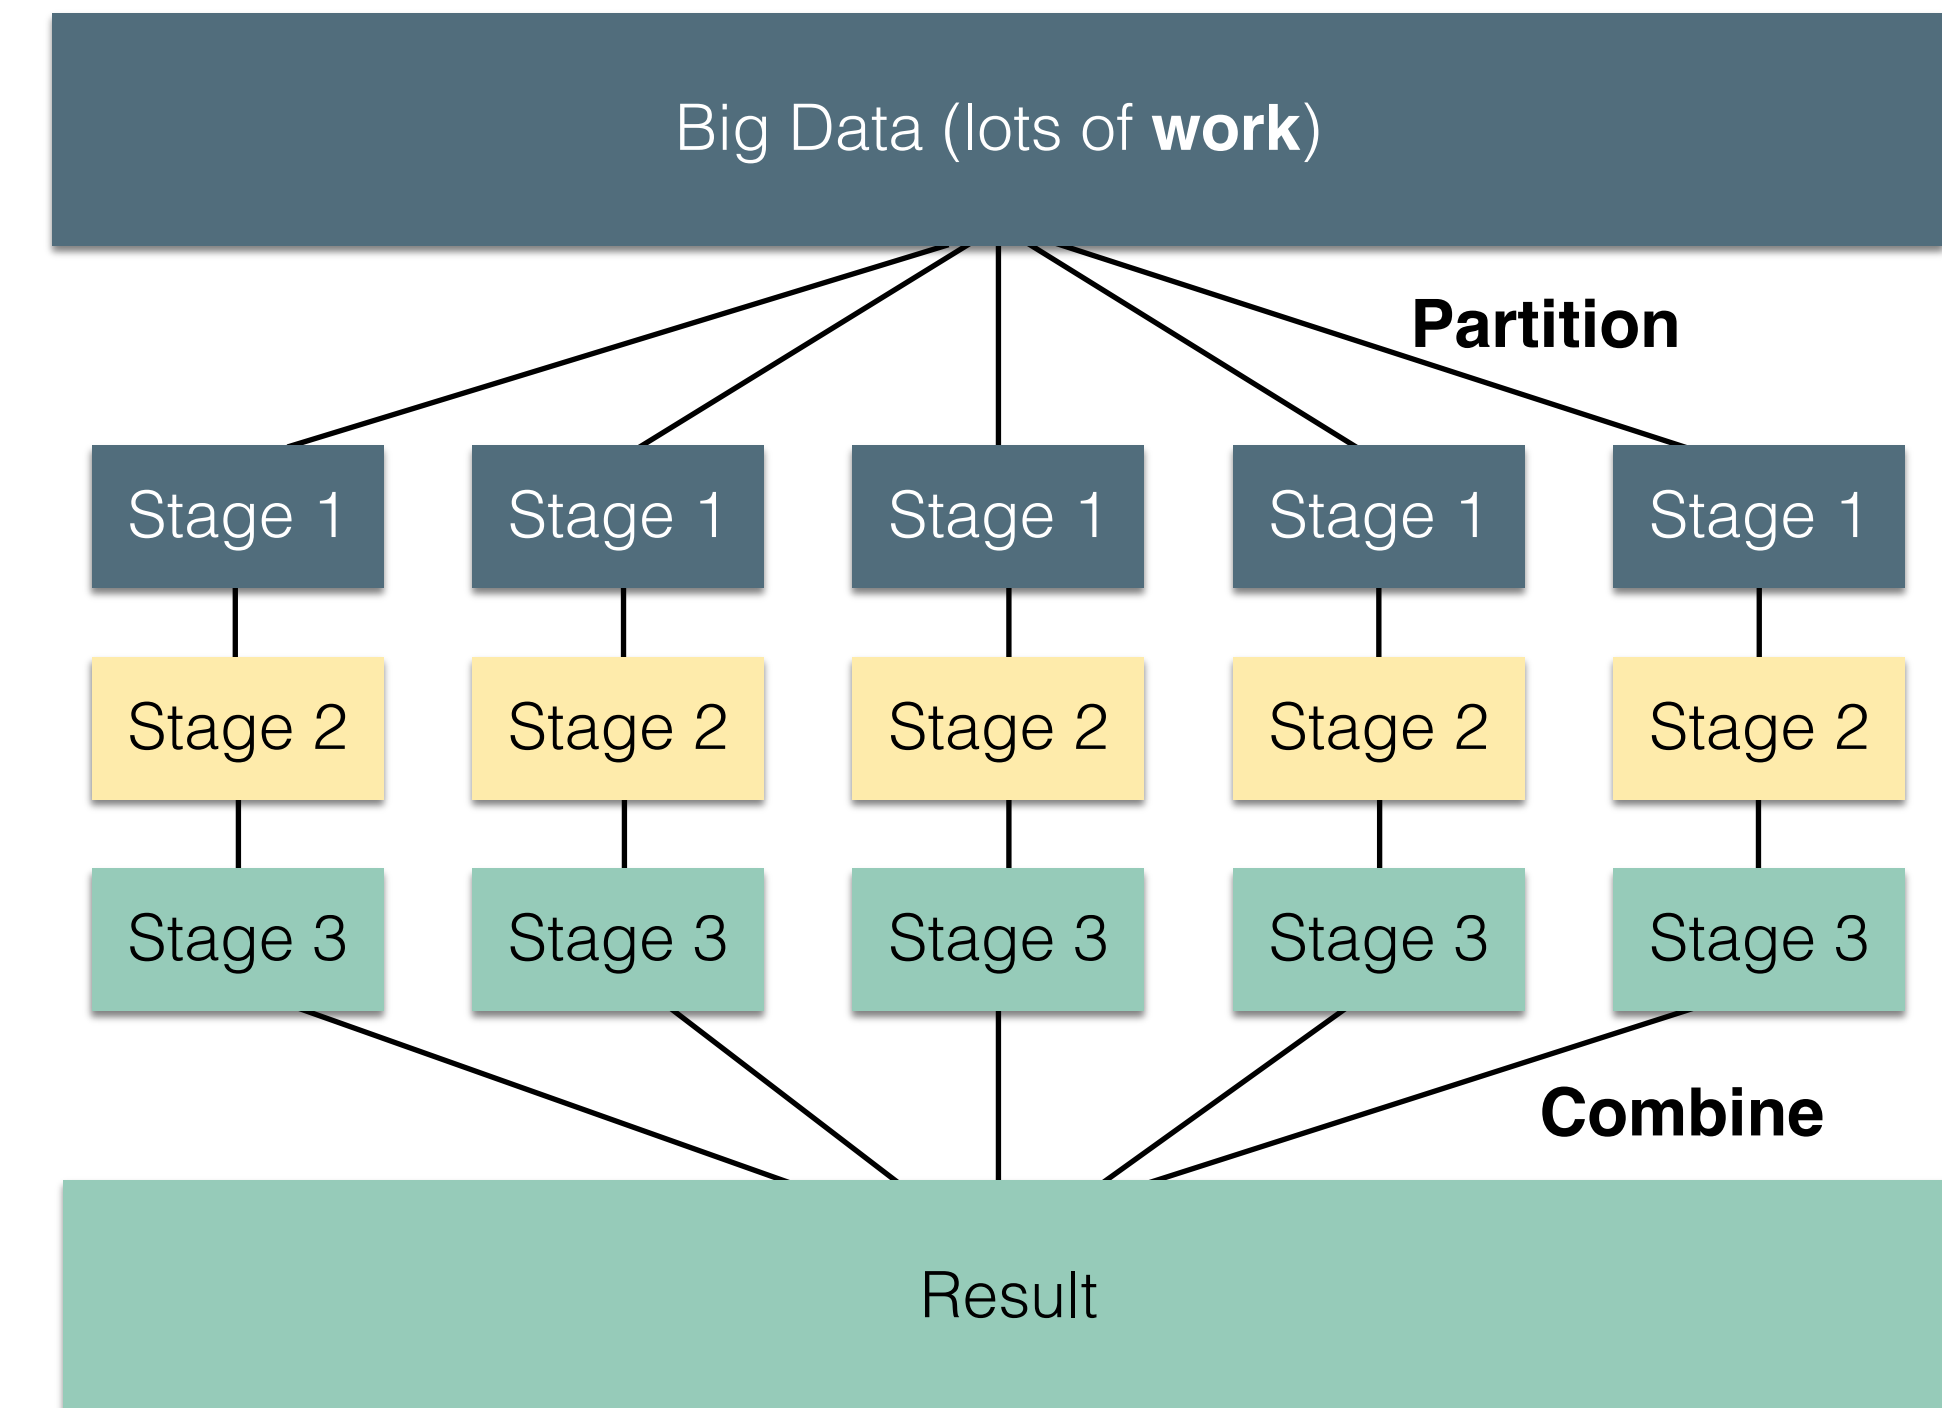 Big Data (lots of work)
Partition
Stage 1 Stage 1 Stage 1 Stage 1 Stage 1
Stage 2 Stage 2 Stage 2 Stage 2 Stage 2
Stage 3 Stage 3 Stage 3 Stage 3 Stage 3
Combine
Result